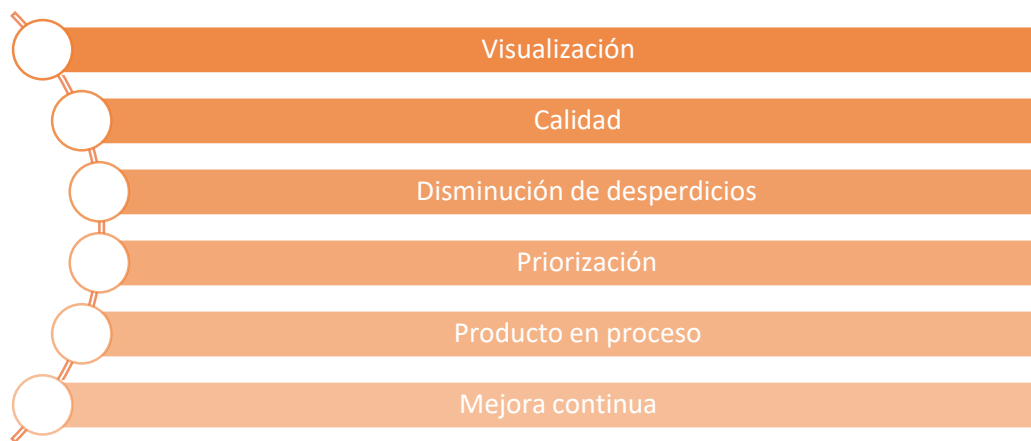 Visualización
Calidad
Disminución de desperdicios
Priorización
Producto en proceso
Mejora continua